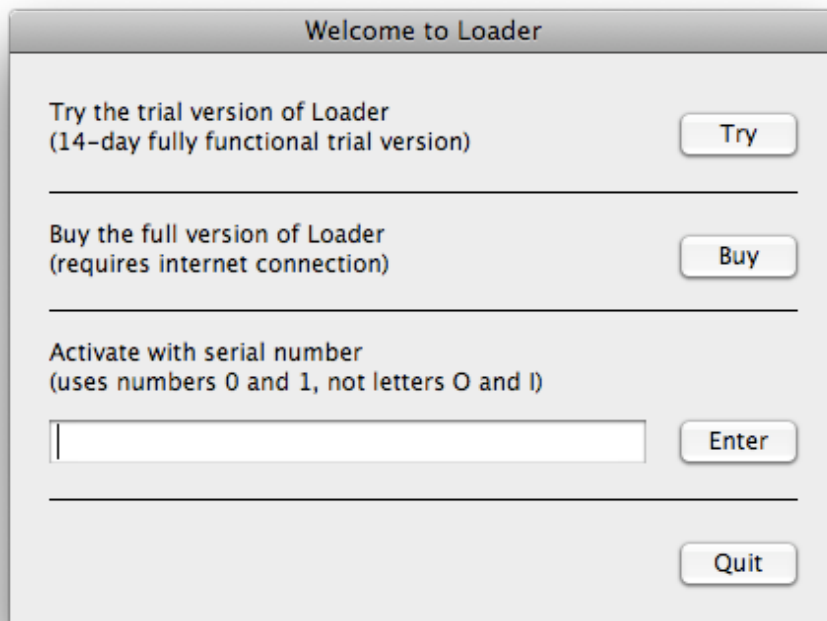 Welcome to Loader
Try the trial version of Loader
(14-day fully functional trial version)
Try
Buy the full version of Loader
(requires internet connection)
Buy
Activate with serial number
(uses numbers 0 and 1, not letters O and I)
Enter
Quit